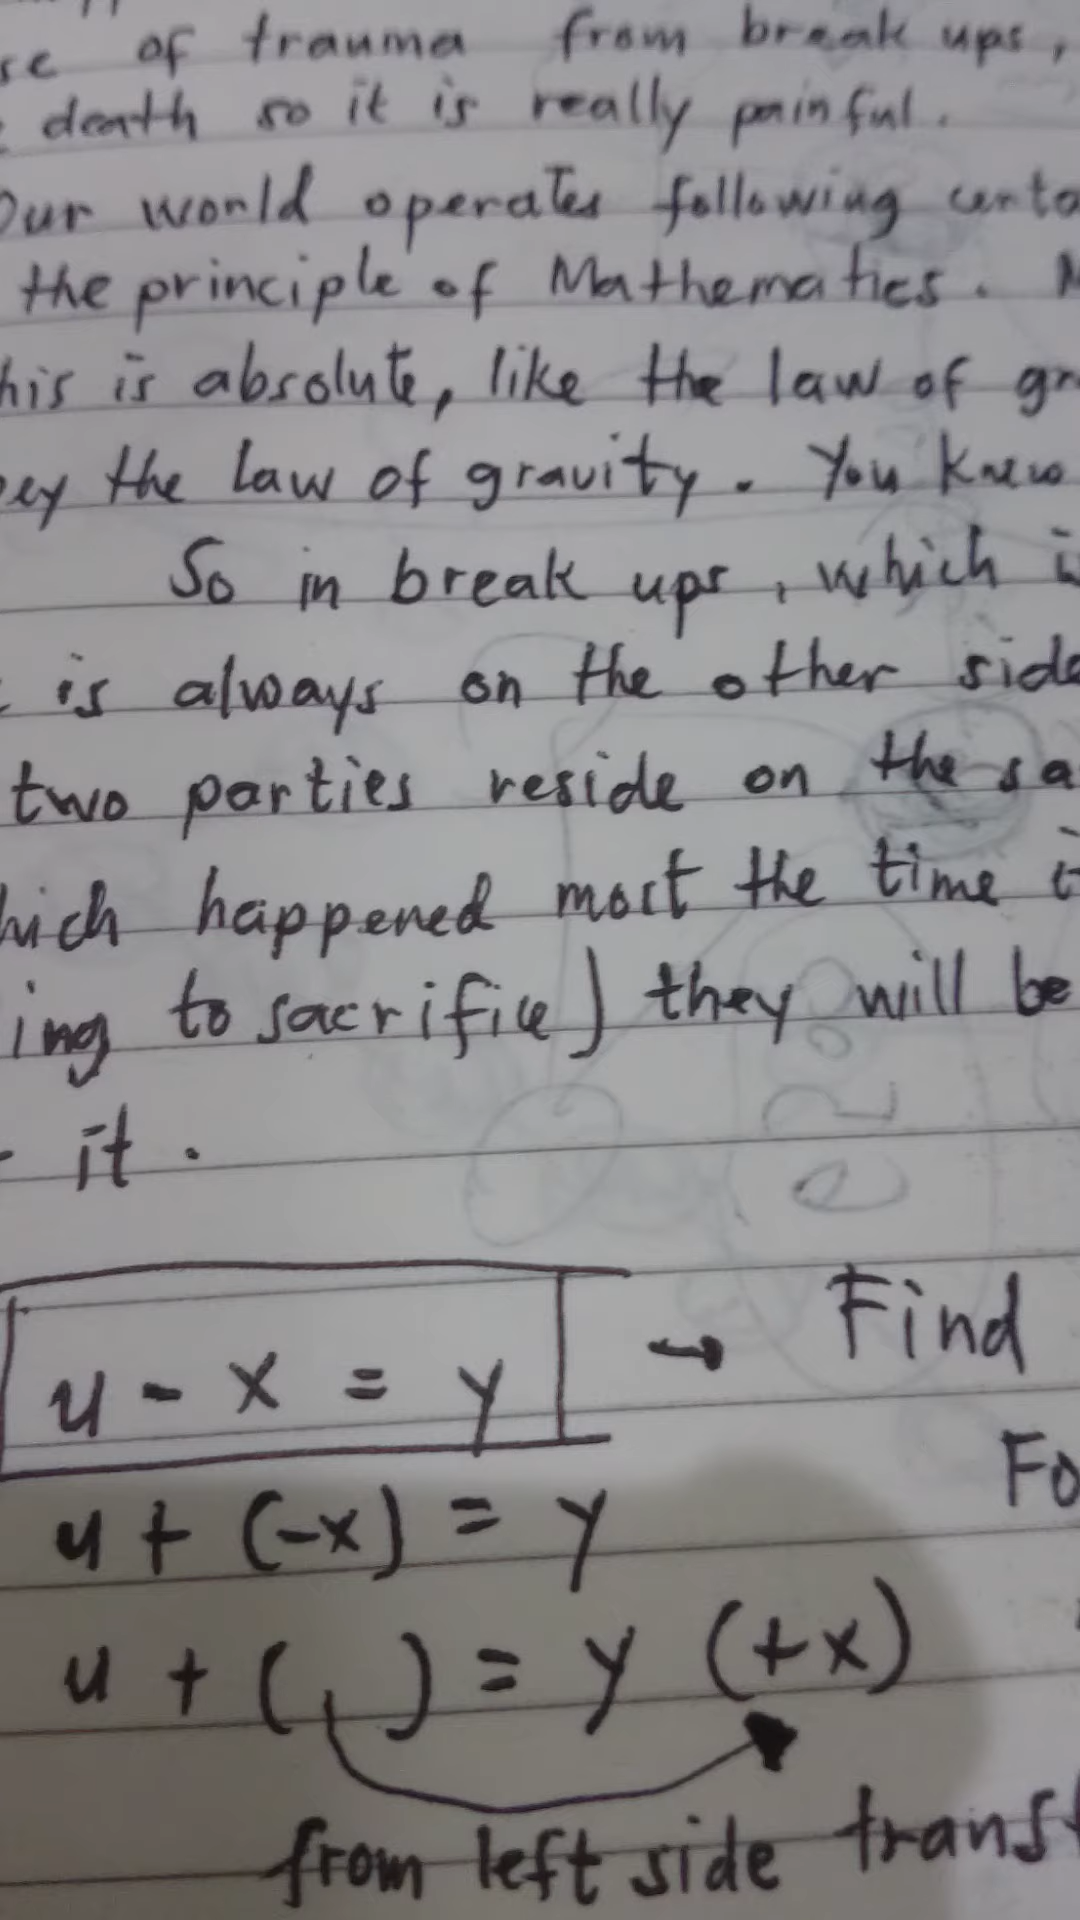 of trauma from break ups,
death so it is really painful.
Our world operates following
the principle of Mathematics.
is absolute, like the law of
the law of gravity. You know
So in break ups, which
is always on the other side
two parties reside on the
happened most the time
to sacrifice) they will be
it.
u - x = y → Find
u + (-x) = y
u + ( ) = y (+x)
from left side